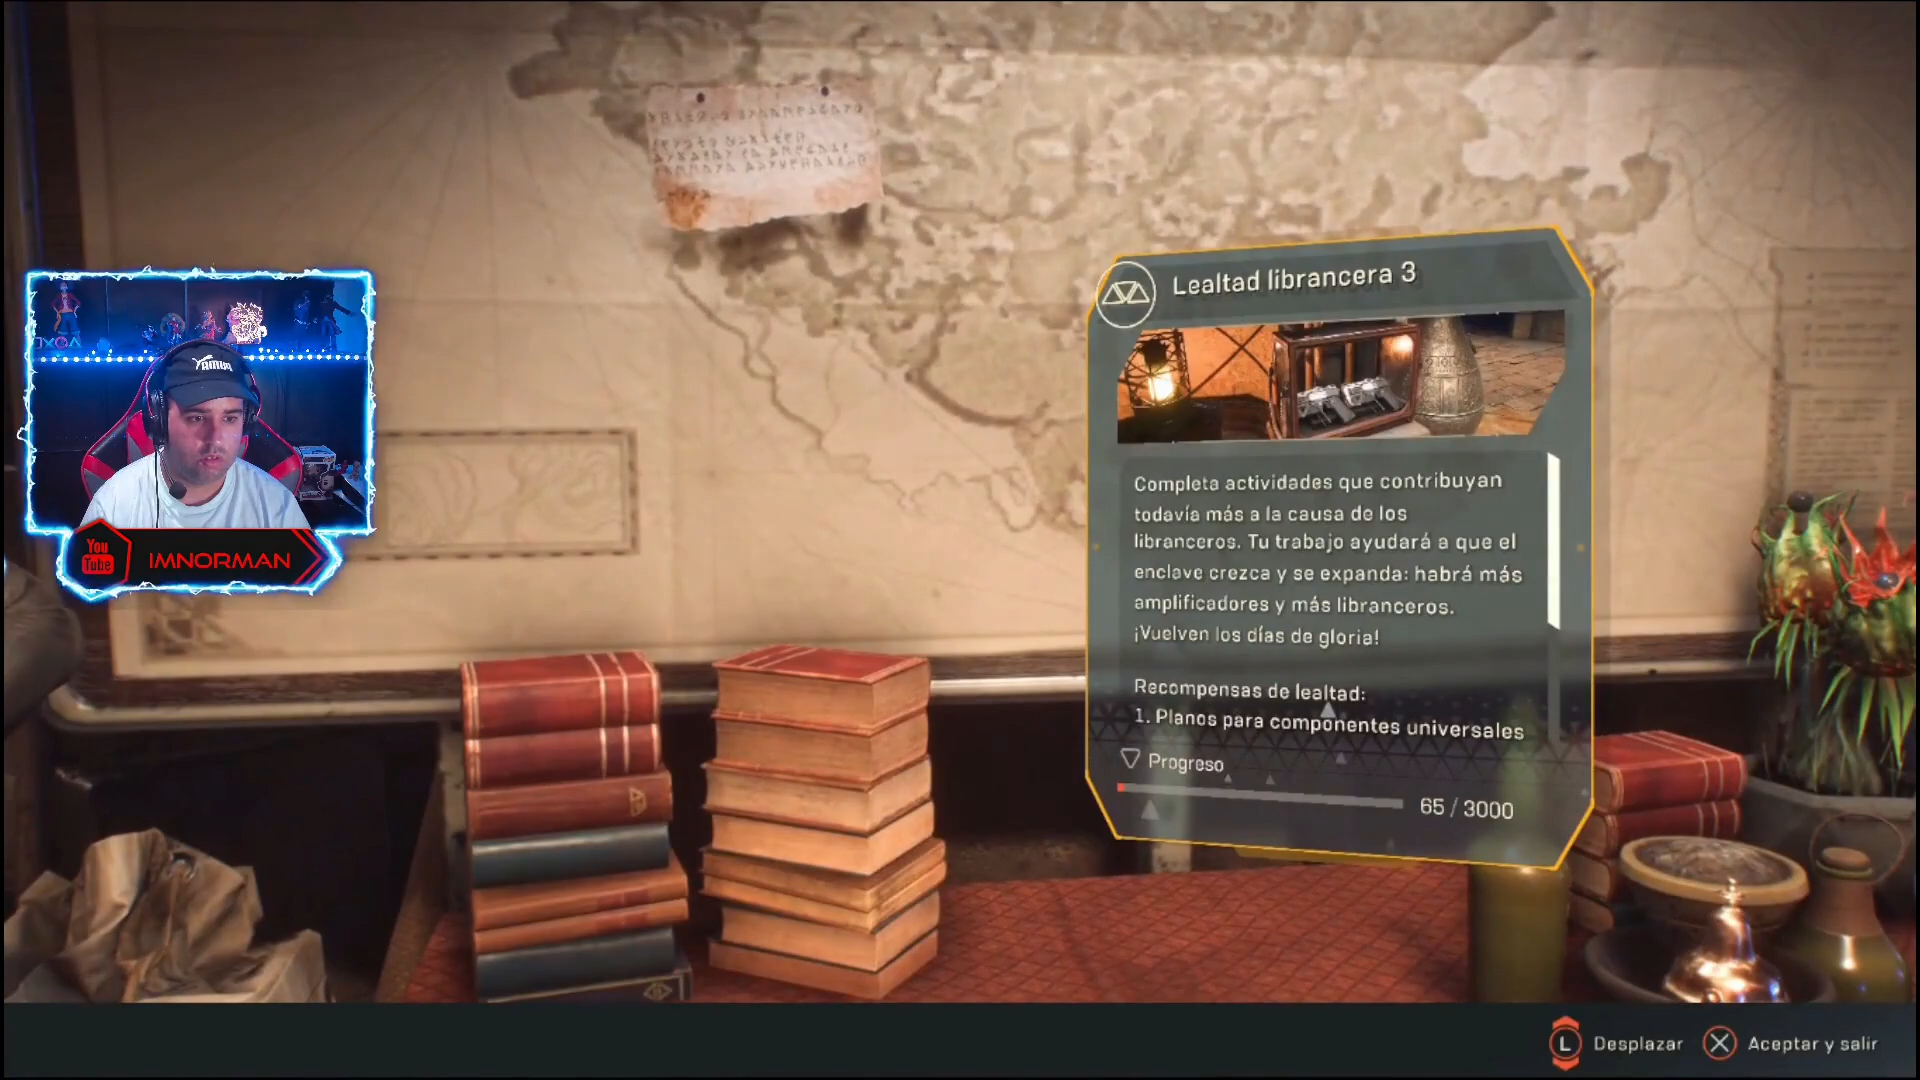 Lealtad librancera 3
Completa actividades que contribuyan
todavía más a la causa de los
libranceros. Tu trabajo ayudará a que el
enclave crezca y se expanda: habrá más
amplificadores y más libranceros.
¡Vuelven los días de gloria!
Recompensas de lealtad:
1. Planos para componentes universales
Progreso
65 / 3000
You
Tube
IMNORMAN
L Desplazar
Aceptar y salir